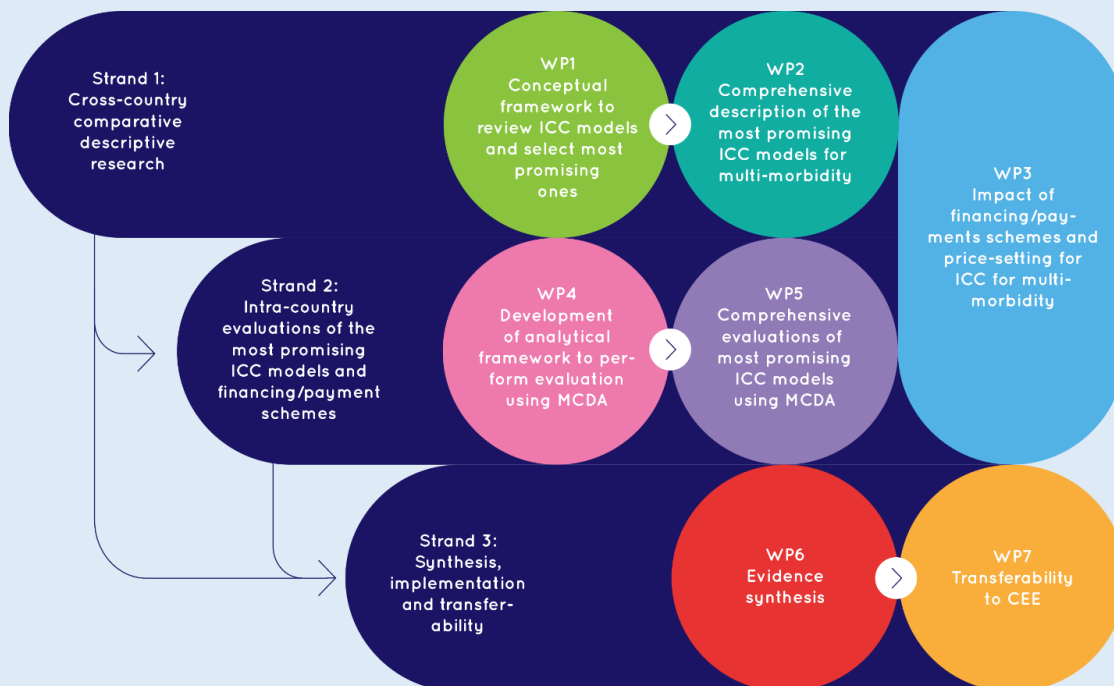 Strand 1:
Cross-country
comparative
descriptive
research
WP1
Conceptual
framework to
review ICC models
and select most
promising
ones
WP2
Comprehensive
description of the
most promising
ICC models for
multi-morbidity
WP3
Impact of
financing/pay-
ments schemes and
price-setting for
ICC for multi-
morbidity
Strand 2:
Intra-country
evaluations of the
most promising
ICC models and
financing/payment
schemes
WP4
Development
of analytical
framework to per-
form evaluation
using MCDA
WP5
Comprehensive
evaluations of
most promising
ICC models
using MCDA
Strand 3:
Synthesis,
implementation
and transfer-
ability
WP6
Evidence
synthesis
WP7
Transferability
to CEE